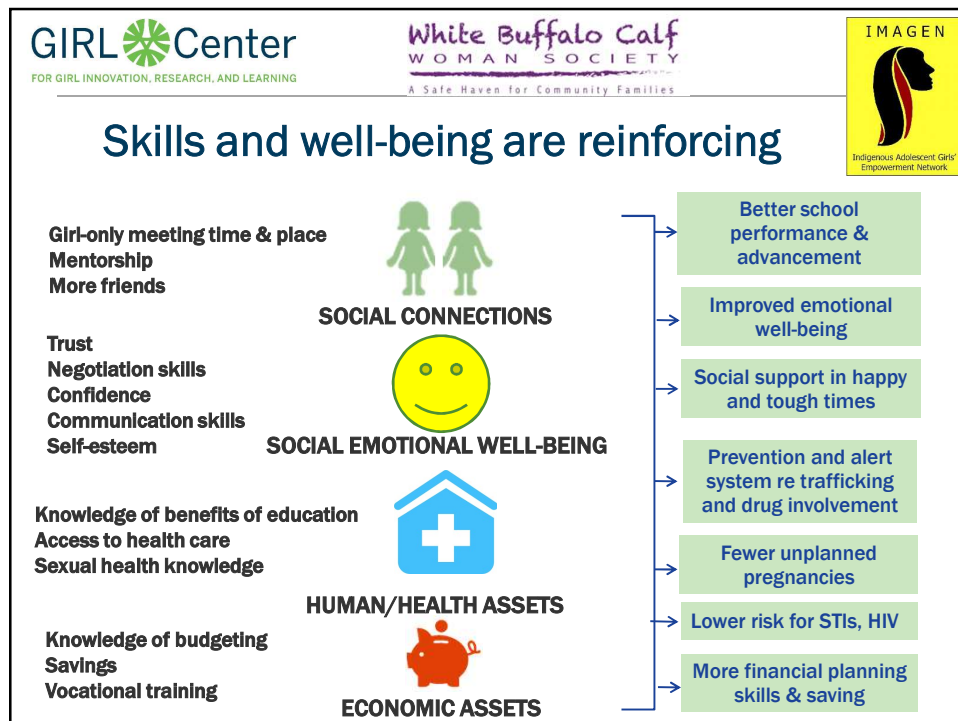 GIRL Center
FOR GIRL INNOVATION, RESEARCH, AND LEARNING
White Buffalo Calf
WOMAN SOCIETY
A Safe Haven for Community Families
IMAGEN
Indigenous Adolescent Girls'
Empowerment Network
Skills and well-being are reinforcing
Girl-only meeting time & place
Mentorship
More friends
SOCIAL CONNECTIONS
Trust
Negotiation skills
Confidence
Communication skills
Self-esteem
SOCIAL EMOTIONAL WELL-BEING
Knowledge of benefits of education
Access to health care
Sexual health knowledge
HUMAN/HEALTH ASSETS
Knowledge of budgeting
Savings
Vocational training
ECONOMIC ASSETS
Better school
performance &
advancement
Improved emotional
well-being
Social support in happy
and tough times
Prevention and alert
system re trafficking
and drug involvement
Fewer unplanned
pregnancies
Lower risk for STIs, HIV
More financial planning
skills & saving